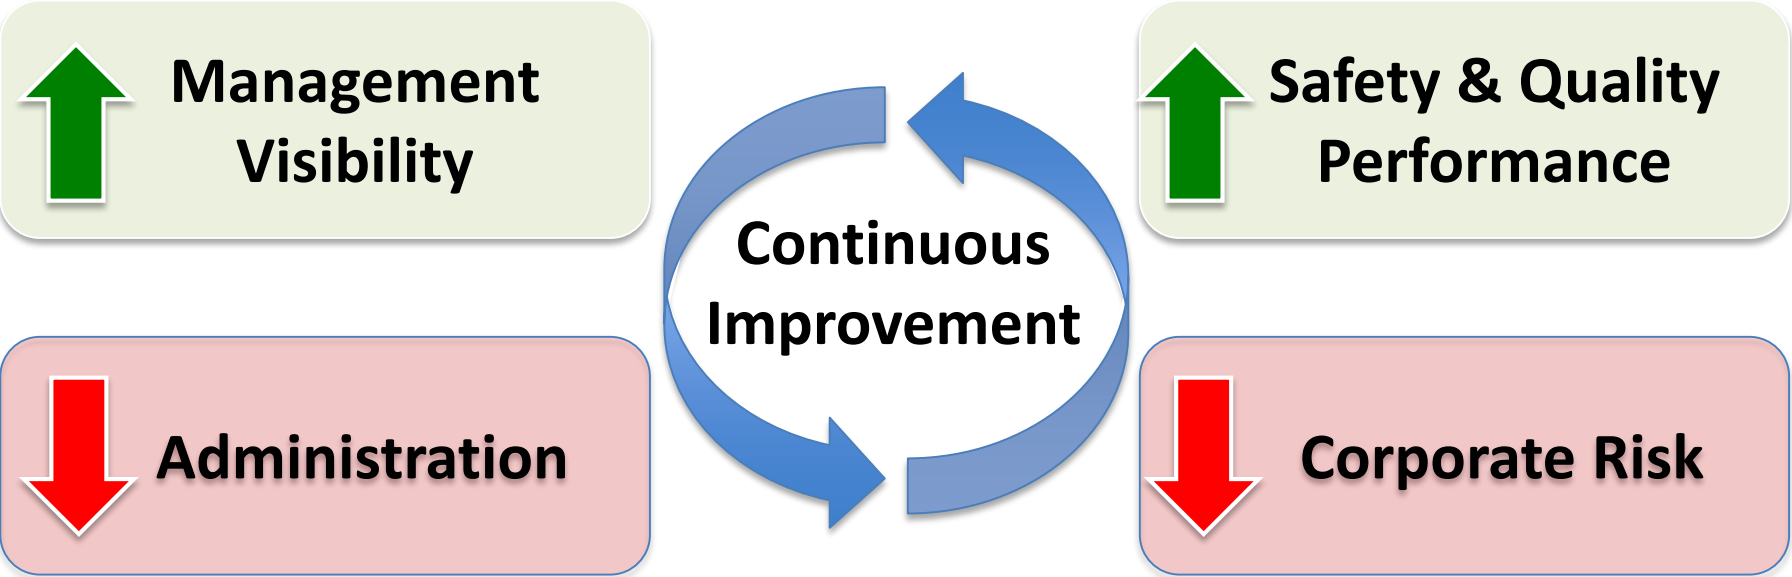 Management
Visibility
Safety & Quality
Performance
Continuous
Improvement
Administration
Corporate Risk